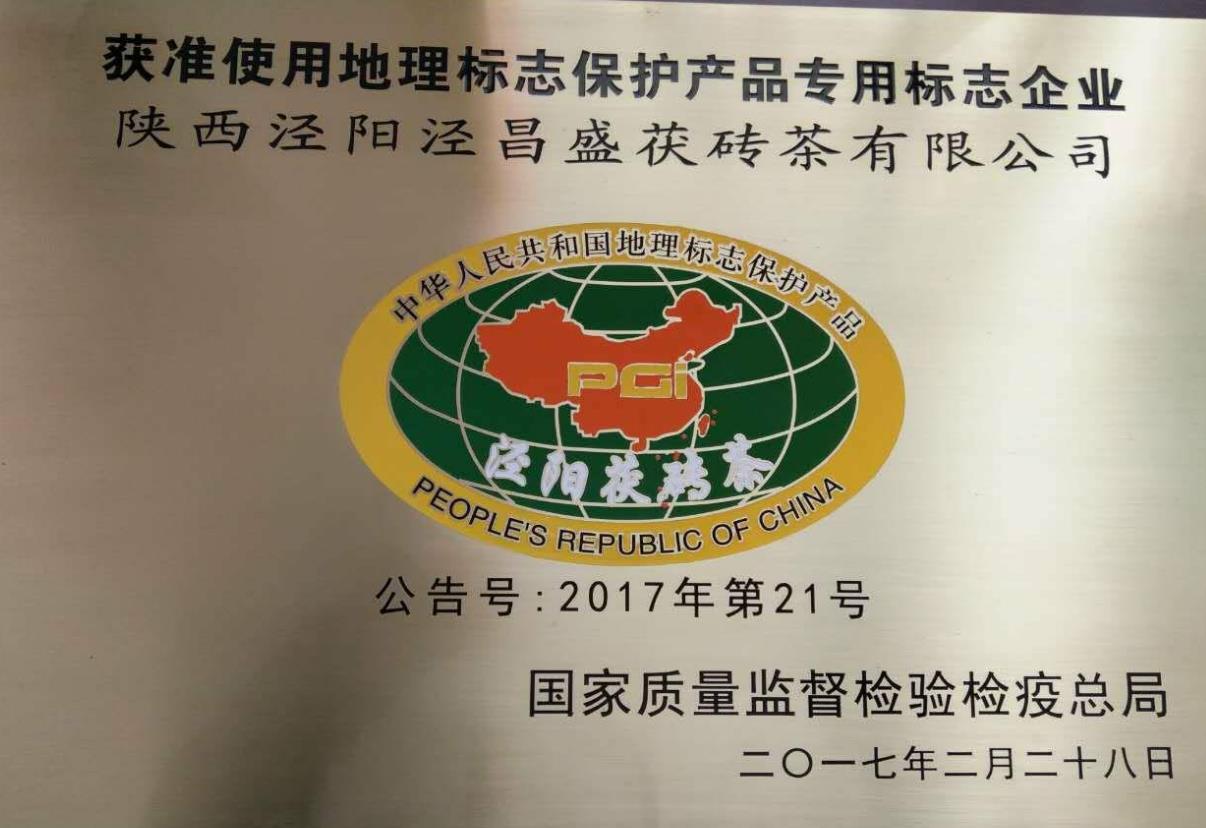 获准使用地理标志保护产品专用标志企业
陕西泾阳泾昌盛茯砖茶有限公司
中华人民共和国地理标志保护产品
PGi
泾阳茯砖茶
PEOPLE'S REPUBLIC OF CHINA
公告号:2017年第21号
国家质量监督检验检疫总局
二〇一七年二月二十八日